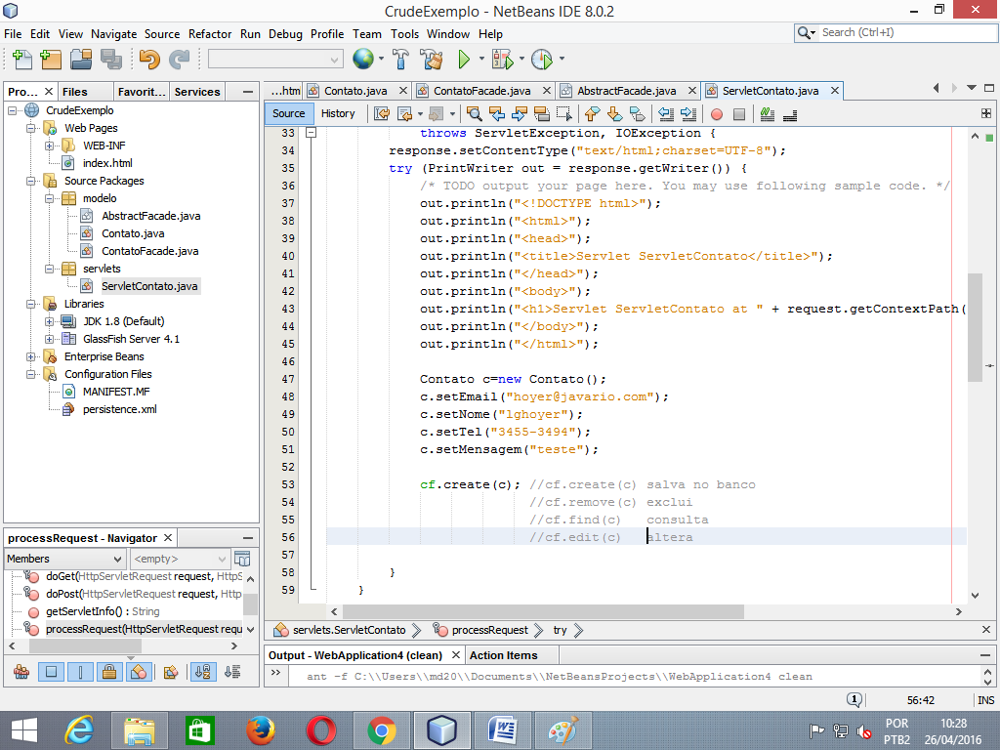 CrudeExemplo - NetBeans IDE 8.0.2
File Edit View Navigate Source Refactor Run Debug Profile Team Tools Window Help
Search (Ctrl+I)
Pro... Files Favorit... Services
CrudeExemplo
Web Pages
WEB-INF
index.html
Source Packages
modelo
AbstractFacade.java
Contato.java
ContatoFacade.java
servlets
ServletContato.java
Libraries
JDK 1.8 (Default)
GlassFish Server 4.1
Enterprise Beans
Configuration Files
MANIFEST.MF
persistence.xml
...htm Contato.java ContatoFacade.java AbstractFacade.java ServletContato.java
Source History
33 throws ServletException, IOException {
34 response.setContentType("text/html;charset=UTF-8");
35 try (PrintWriter out = response.getWriter()) {
36 /* TODO output your page here. You may use following sample code. */
37 out.println("<!DOCTYPE html>");
38 out.println("<html>");
39 out.println("<head>");
40 out.println("<title>Servlet ServletContato</title>");
41 out.println("</head>");
42 out.println("<body>");
43 out.println("<h1>Servlet ServletContato at " + request.getContextPath(
44 out.println("</body>");
45 out.println("</html>");
46
47 Contato c=new Contato();
48 c.setEmail("hoyer@javario.com");
49 c.setNome("lghoyer");
50 c.setTel("3455-3494");
51 c.setMensagem("teste");
52
53 cf.create(c); //cf.create(c) salva no banco
54 //cf.remove(c) exclui
55 //cf.find(c) consulta
56 //cf.edit(c) altera
57
58 }
59 }
processRequest - Navigator
Members <empty>
doGet(HttpServletRequest request, HttpS
doPost(HttpServletRequest request, Http
getServletInfo() : String
processRequest(HttpServletRequest requ
servlets.ServletContato processRequest try
Output - WebApplication4 (clean) Action Items
ant -f C:\\Users\\md20\\Documents\\NetBeansProjects\\WebApplication4 clean
1 56:42 INS
POR
PTB2
10:28
26/04/2016